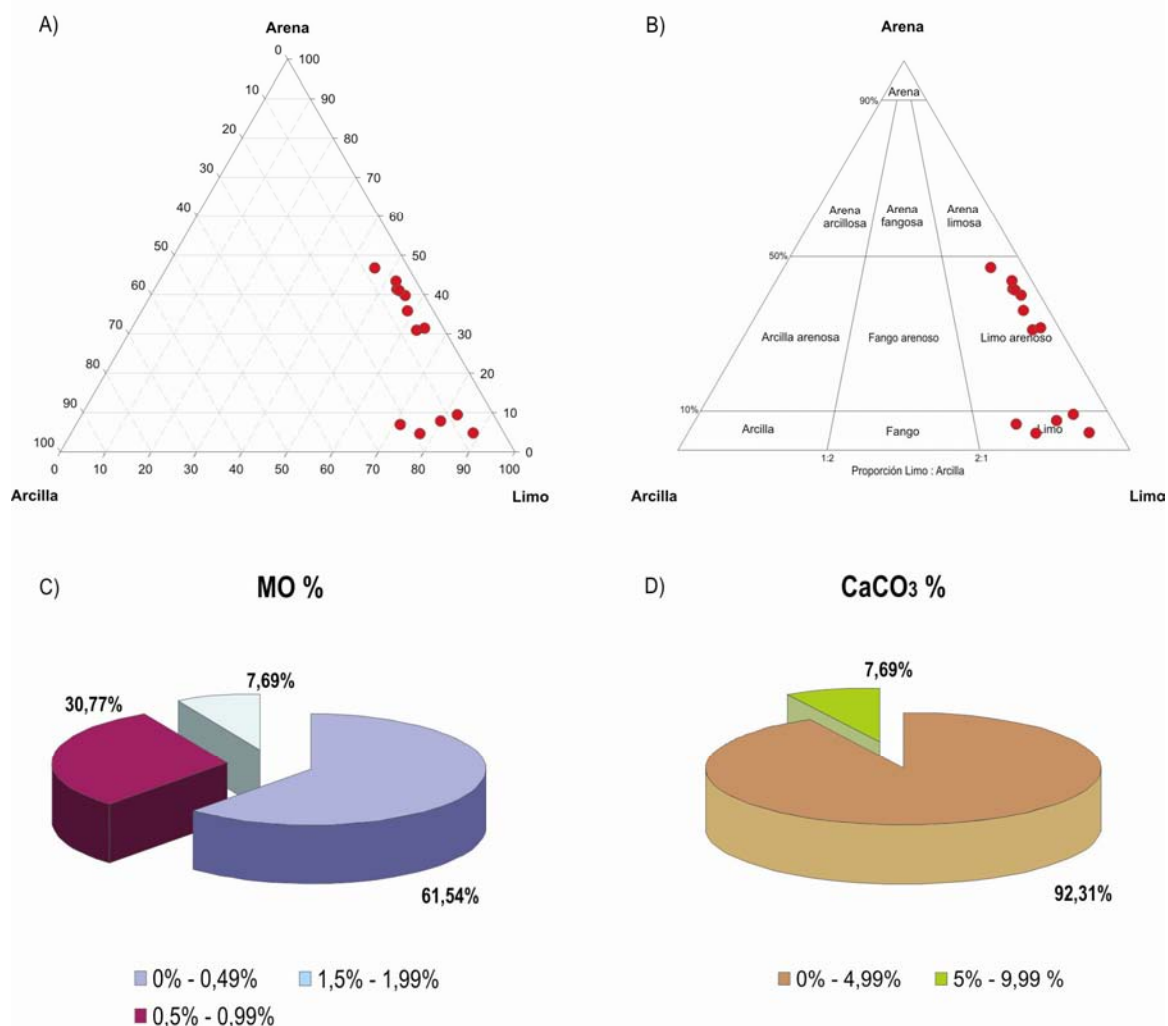 A)
Arena
0 100
10 90
20 80
30 70
40 60
50 50
60 40
70 30
80 20
90 10
100 0
0 10 20 30 40 50 60 70 80 90 100
Arcilla Limo
B)
Arena
Arena
90%
Arena arcillosa
Arena fangosa
Arena limosa
50%
Arcilla arenosa Fango arenoso Limo arenoso
10%
Arcilla Fango Limo
1:2 2:1
Proporción Limo : Arcilla
Arcilla Limo
C) MO %
7,69%
30,77%
61,54%
0% - 0,49% 1,5% - 1,99%
0,5% - 0,99%
D) CaCO3 %
7,69%
92,31%
0% - 4,99% 5% - 9,99 %